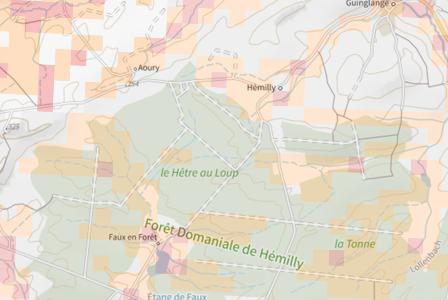 Guinglange
Aoury
Hémilly
le Hêtre au Loup
Forêt Domaniale de Hémilly
la Tonne
Faux en Forêt
Follenbach
Étang de Faux